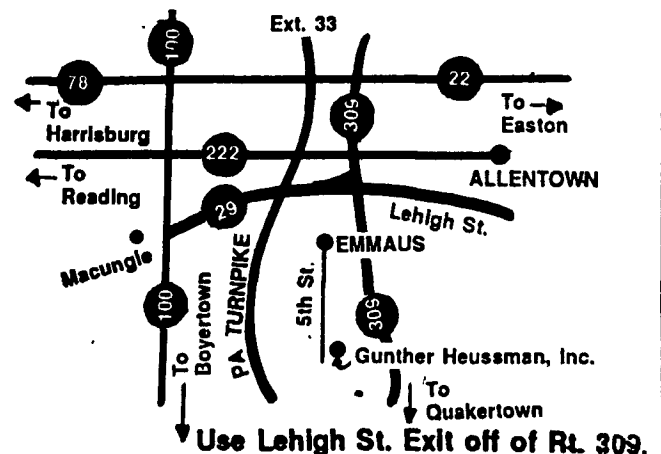 Ext. 33
100
78
22
To
Harrisburg
309
To
Easton
222
To
Reading
ALLENTOWN
29
Lehigh St.
Macungie
EMMAUS
PA TURNPIKE
5th St.
100
309
To
Boyertown
Gunther Heussman, Inc.
To
Quakertown
Use Lehigh St. Exit off of Rt. 309.